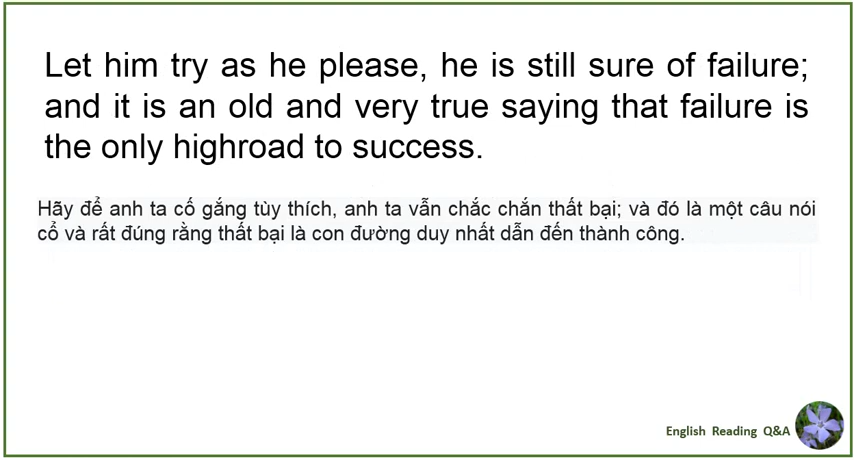 Let him try as he please, he is still sure of failure;
and it is an old and very true saying that failure is
the only highroad to success.
Hãy để anh ta cố gắng tùy thích, anh ta vẫn chắc chắn thất bại; và đó là một câu nói
cổ và rất đúng rằng thất bại là con đường duy nhất dẫn đến thành công.
English Reading Q&A